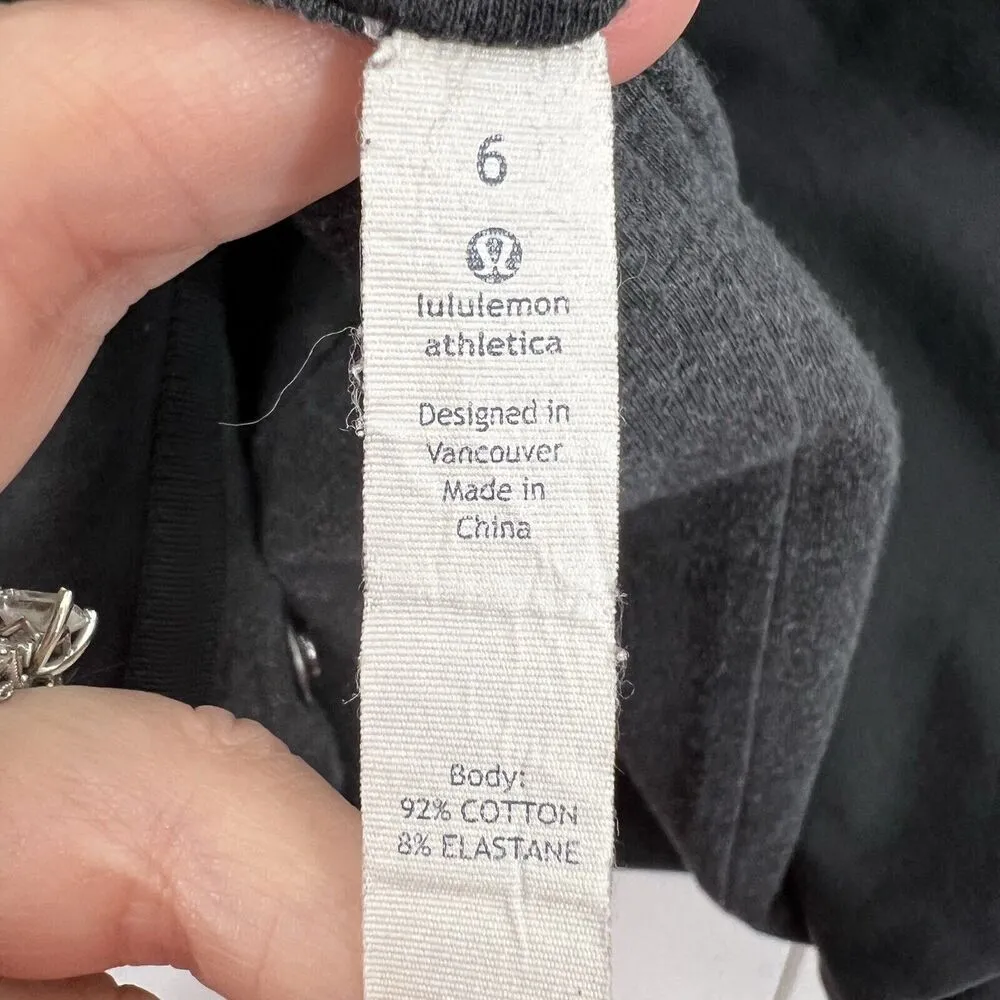 6
lululemon
athletica
Designed in
Vancouver
Made in
China
Body:
92% COTTON
8% ELASTANE